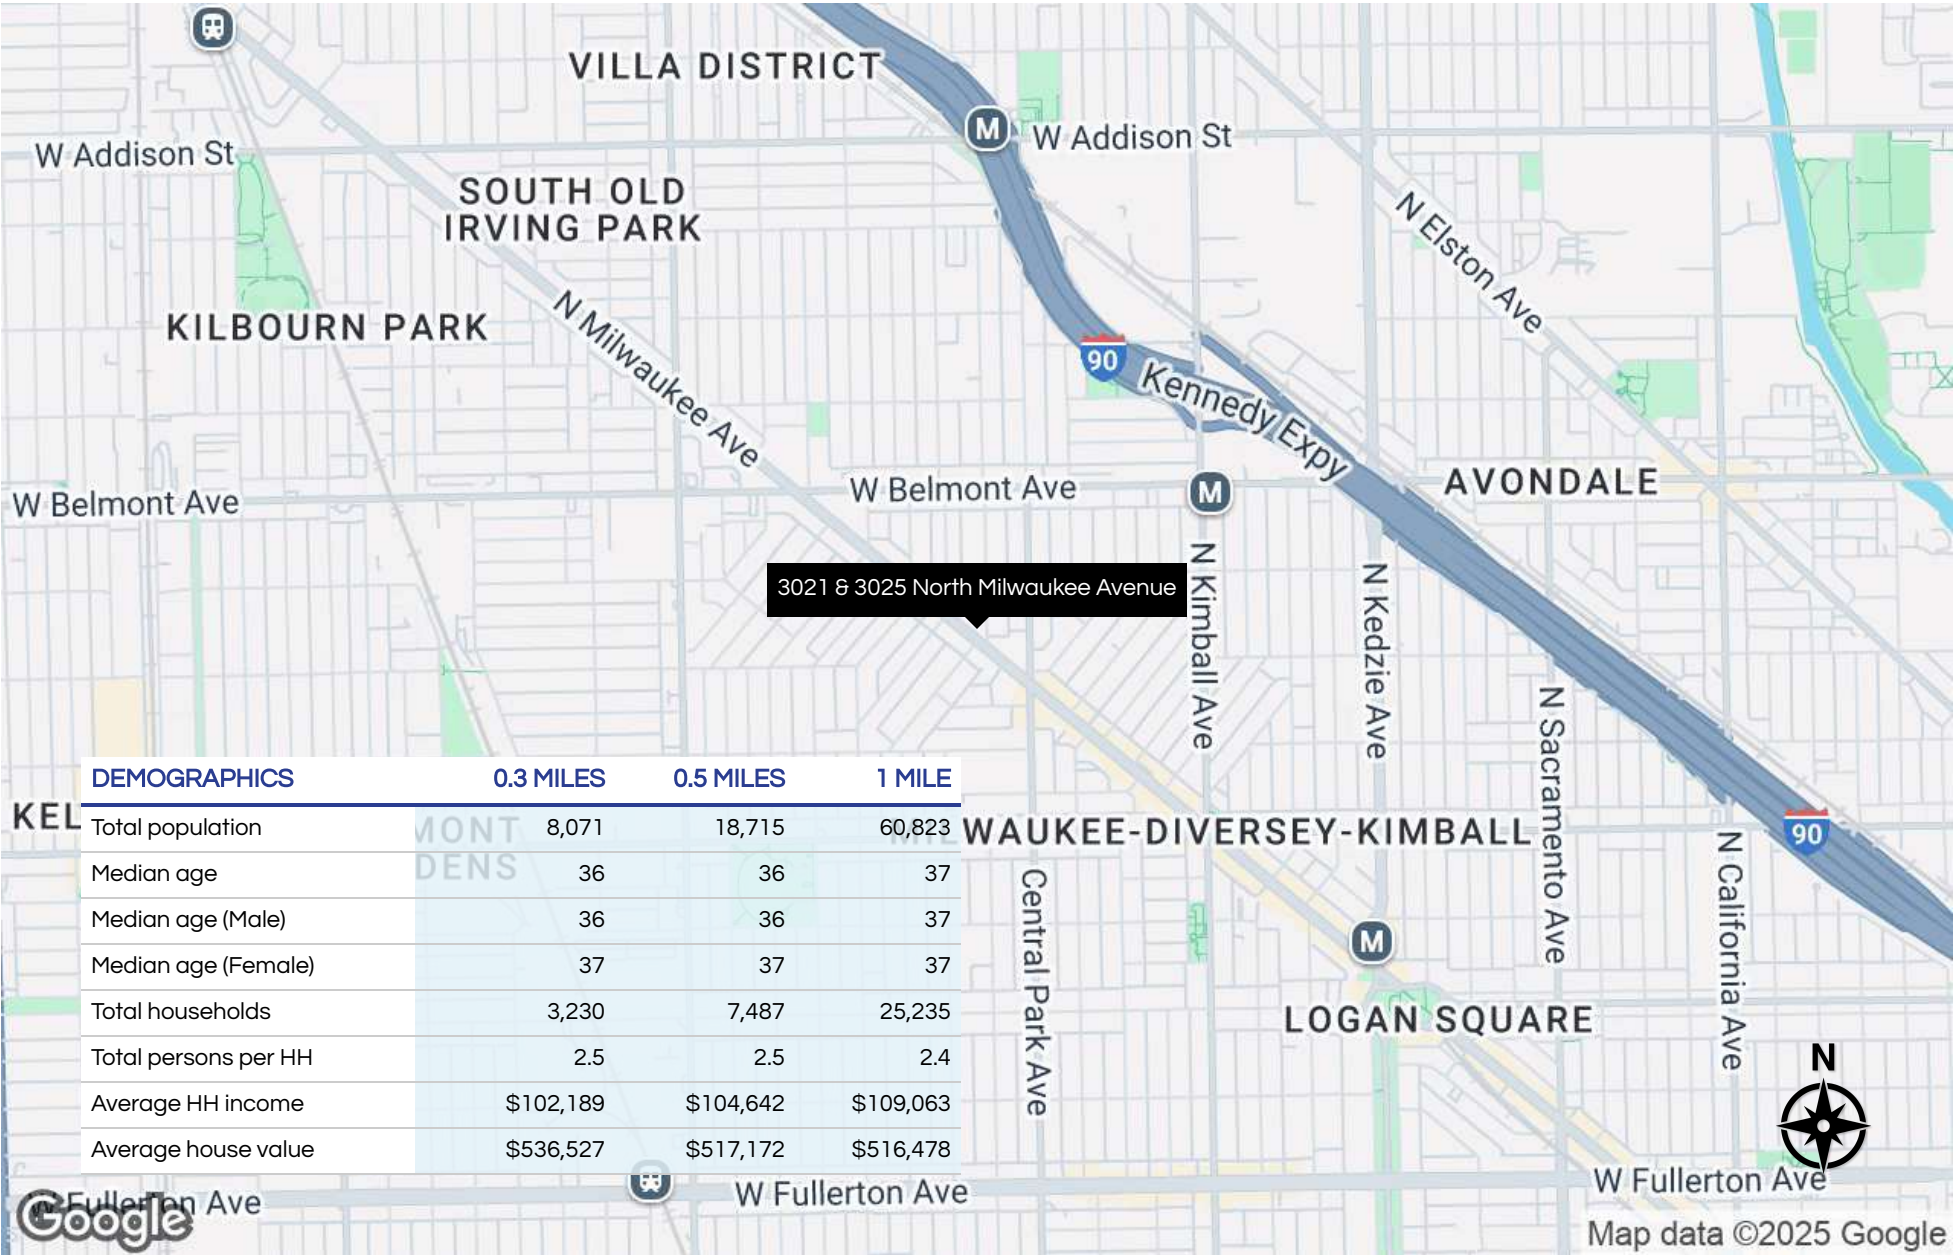 VILLA DISTRICT
M
W Addison St
W Addison St
SOUTH OLD
IRVING PARK
N Elston Ave
KILBOURN PARK
N Milwaukee Ave
90
Kennedy Expy
W Belmont Ave
W Belmont Ave
M
AVONDALE
3021 & 3025 North Milwaukee Avenue
N Kimball Ave
N Kedzie Ave
N Sacramento Ave
DEMOGRAPHICS 0.3 MILES 0.5 MILES 1 MILE
KEL
Total population 8,071 18,715 60,823
MONT
WAUKEE-DIVERSEY-KIMBALL
90
DENS
Median age 36 36 37
Median age (Male) 36 36 37
Median age (Female) 37 37 37
Total households 3,230 7,487 25,235
Total persons per HH 2.5 2.5 2.4
Average HH income $102,189 $104,642 $109,063
Average house value $536,527 $517,172 $516,478
Central Park Ave
N California Ave
M
LOGAN SQUARE
N
W Fullerton Ave
W Fullerton Ave
W Fullerton Ave
Google
Map data ©2025 Google